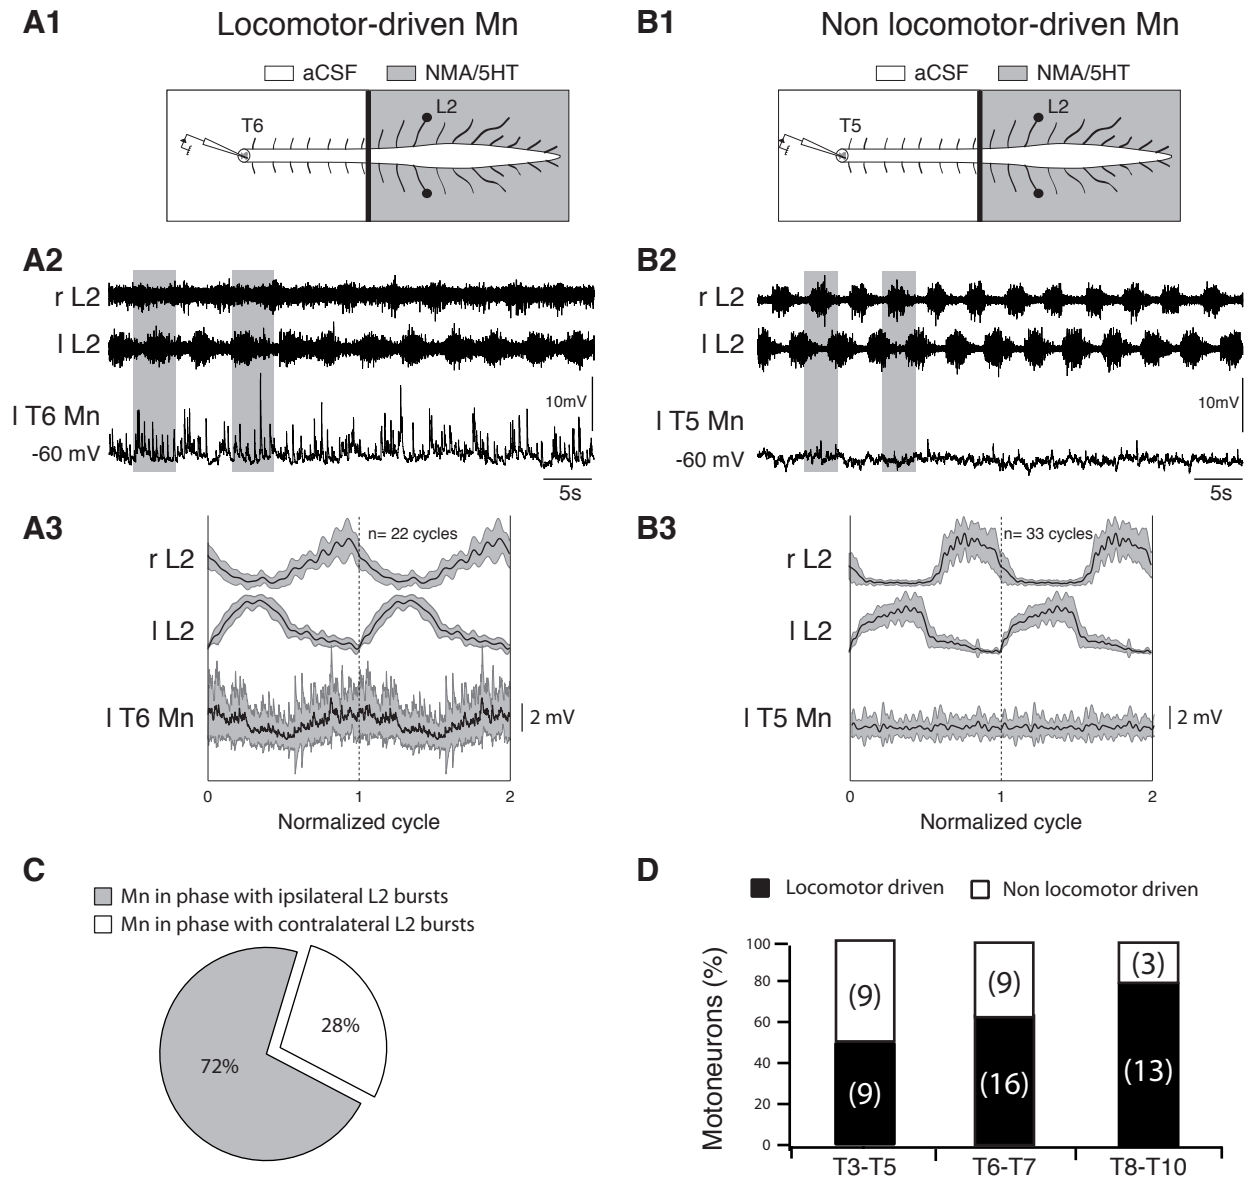 A1 Locomotor-driven Mn
aCSF NMA/5HT
T6 L2
B1 Non locomotor-driven Mn
aCSF NMA/5HT
T5 L2
A2
r L2
l L2
l T6 Mn
-60 mV
10mV
5s
B2
r L2
l L2
l T5 Mn
-60 mV
10mV
5s
A3
n= 22 cycles
r L2
l L2
l T6 Mn
2 mV
0 1 2
Normalized cycle
B3
n= 33 cycles
r L2
l L2
l T5 Mn
2 mV
0 1 2
Normalized cycle
C
Mn in phase with ipsilateral L2 bursts
Mn in phase with contralateral L2 bursts
28%
72%
D
Locomotor driven Non locomotor driven
Motoneurons (%)
100
80
60
40
20
0
(9) (9) (3)
(9) (16) (13)
T3-T5 T6-T7 T8-T10